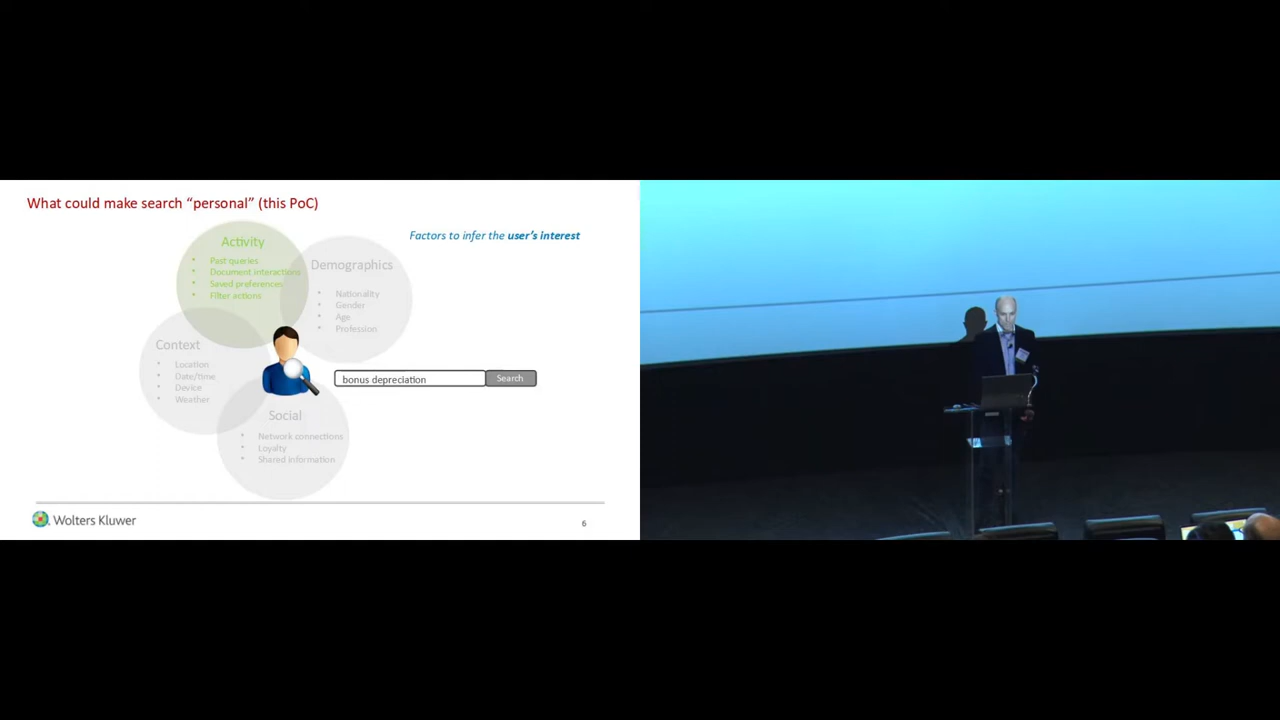 What could make search “personal” (this PoC)
Factors to infer the user’s interest
Activity
• Past queries
• Document interactions
• Saved preferences
• Filter actions
Demographics
• Nationality
• Gender
• Age
• Profession
Context
• Location
• Date/time
• Device
• Weather
bonus depreciation
Search
Social
• Network connections
• Loyalty
• Shared information
Wolters Kluwer
6